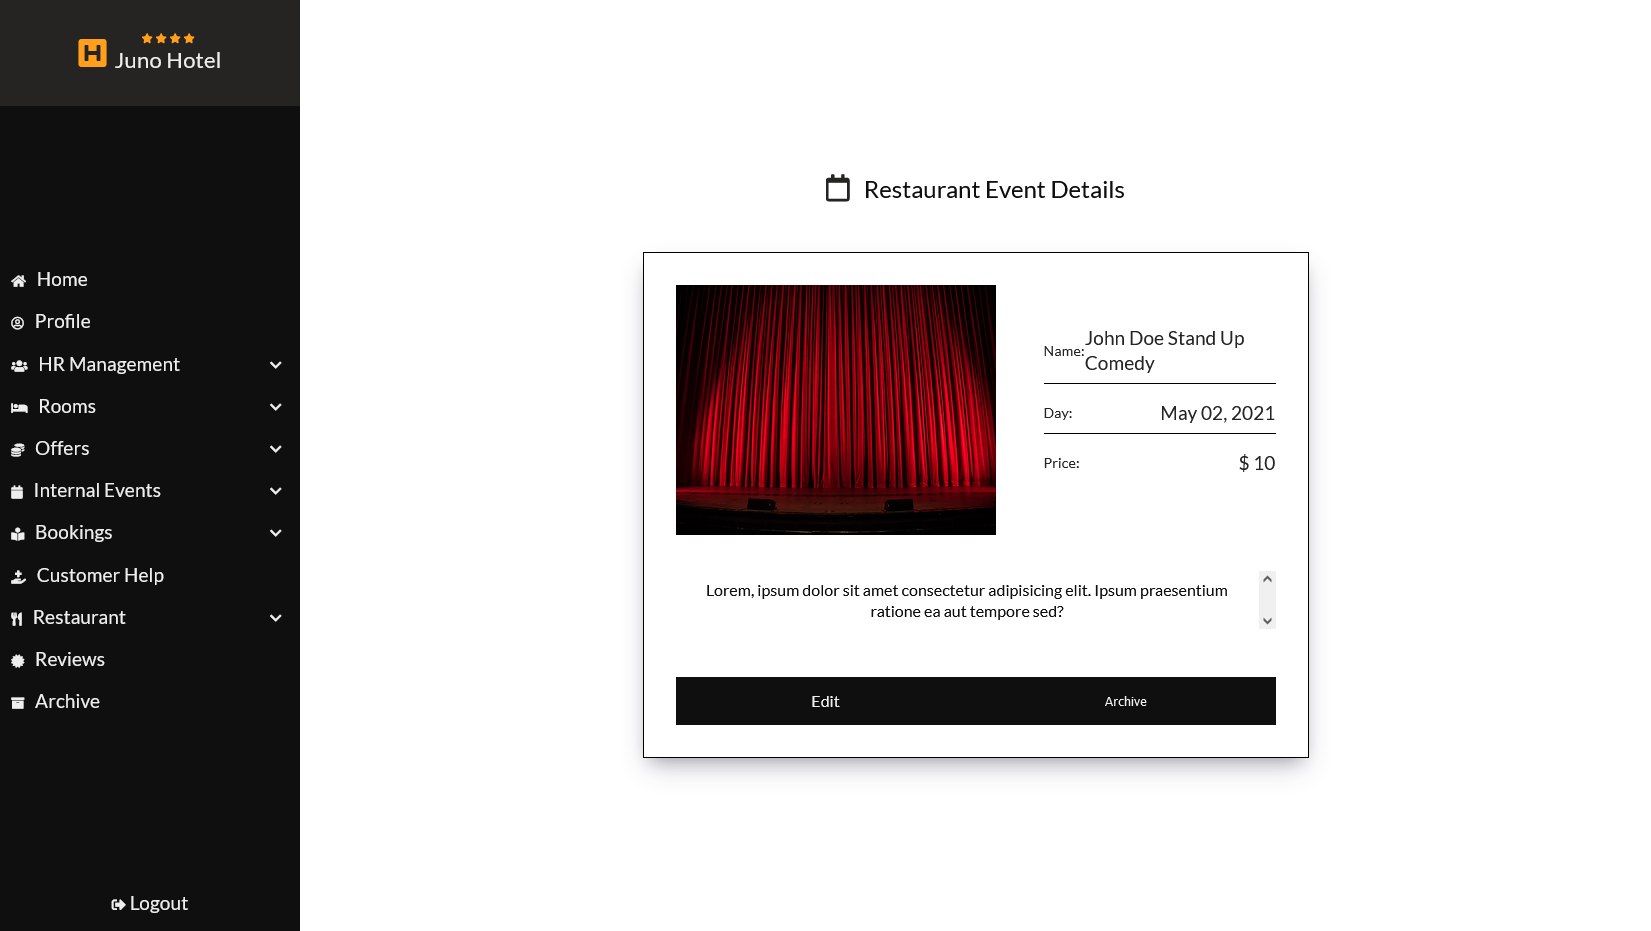 Juno Hotel
Home
Profile
HR Management
Rooms
Offers
Internal Events
Bookings
Customer Help
Restaurant
Reviews
Archive
Logout
Restaurant Event Details
Name: John Doe Stand Up
Comedy
Day: May 02, 2021
Price: $ 10
Lorem, ipsum dolor sit amet consectetur adipisicing elit. Ipsum praesentium
ratione ea aut tempore sed?
Edit Archive